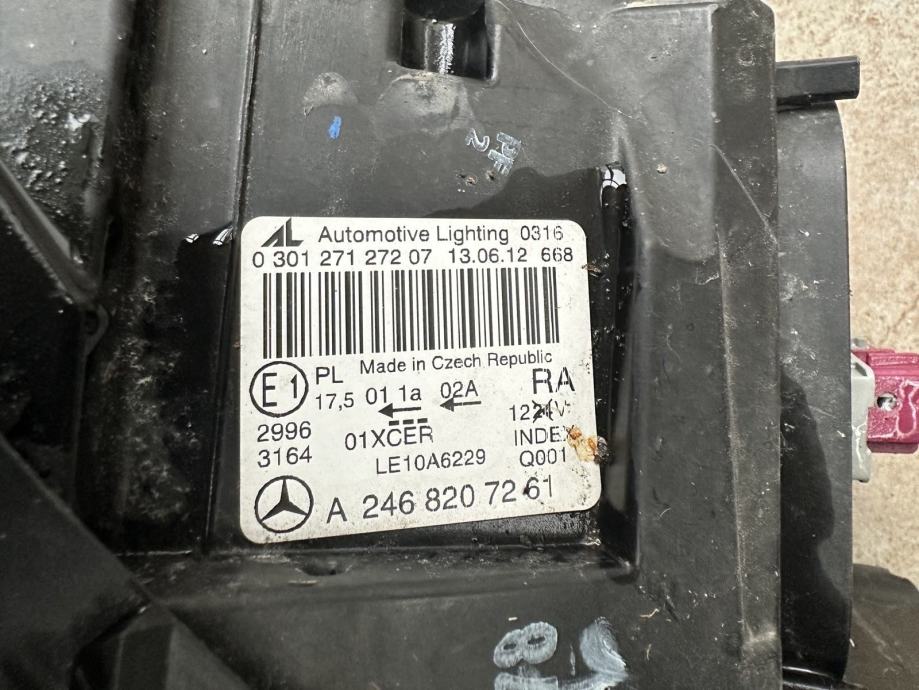 AL Automotive Lighting 0316
0 301 271 272 07 13.06.12 668
Made in Czech Republic
E1 PL RA
17,5 01 1a 02A
2996 01XCER INDEX
3164 LE10A6229 Q001
A 246 820 72 61